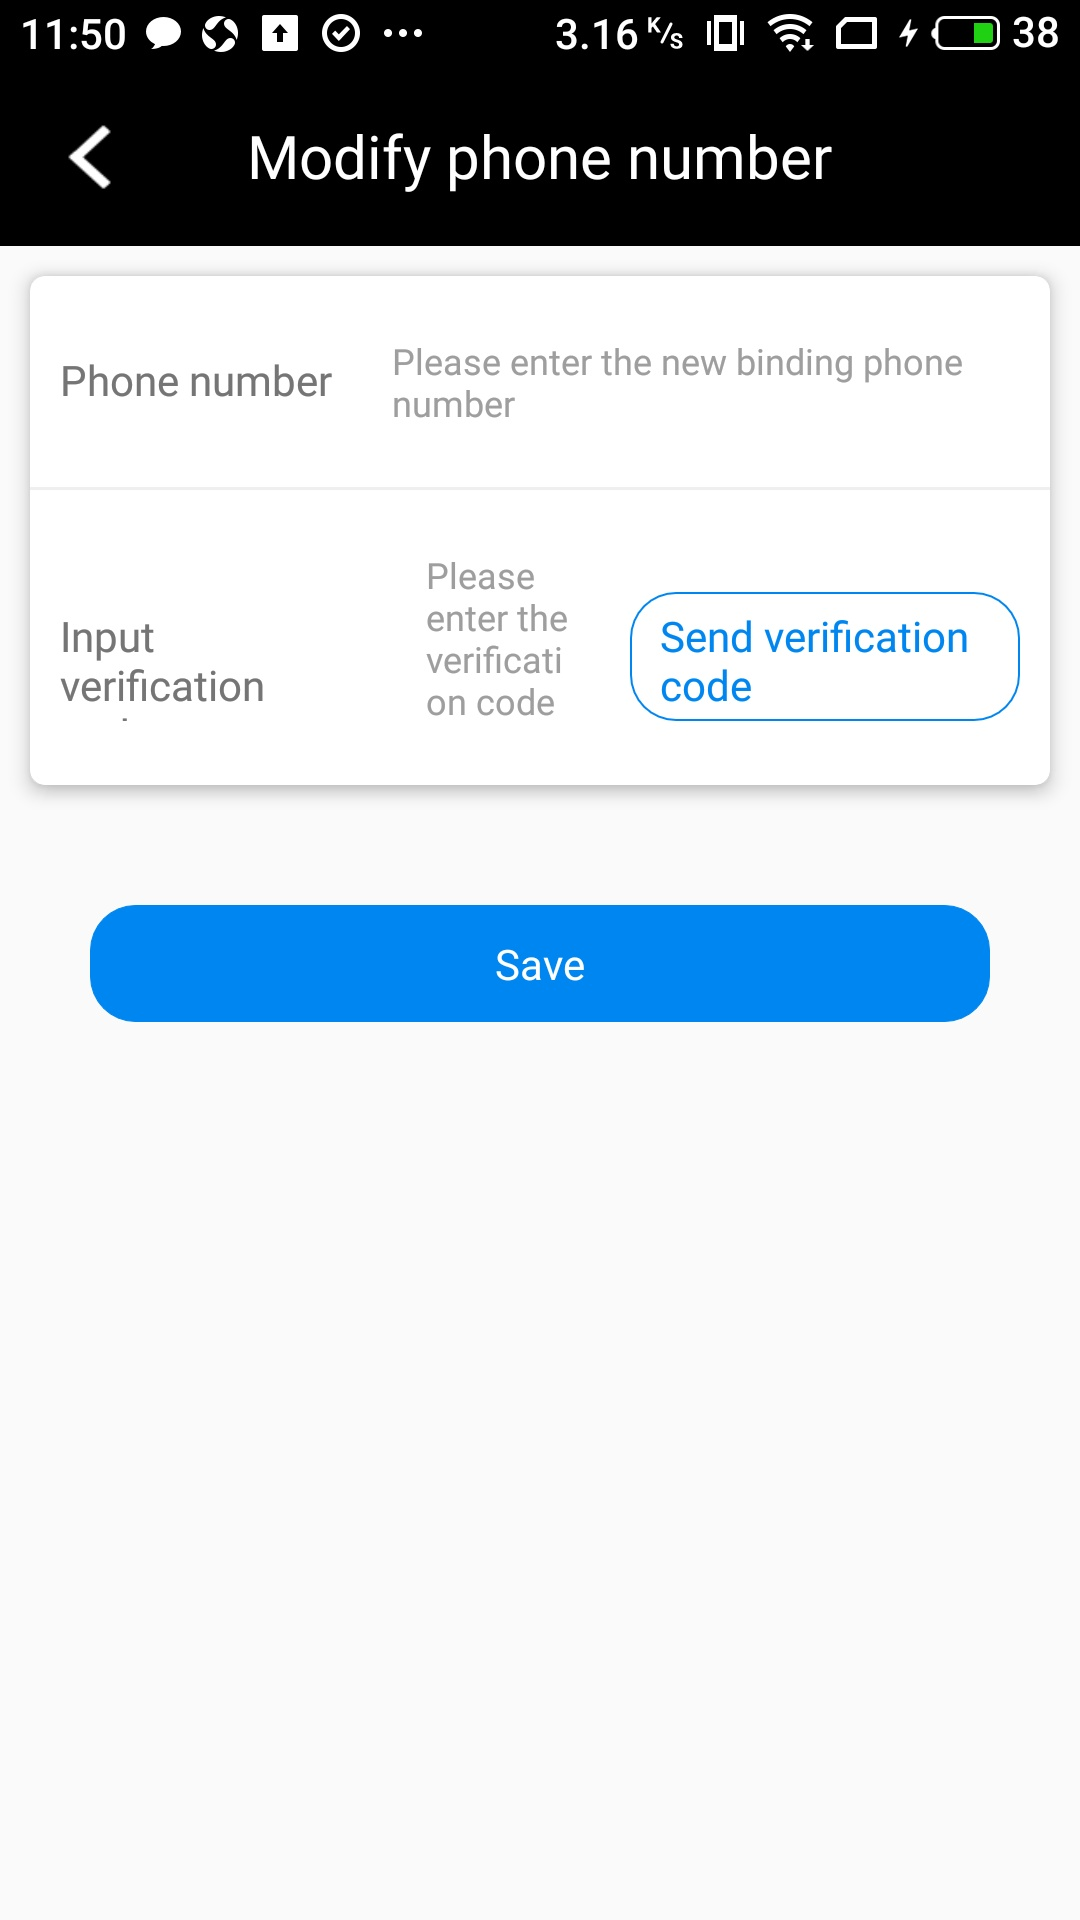 11:50 3.16 K/s 38
Modify phone number
Phone number
Please enter the new binding phone
number
Input
verification
Please
enter the
verificati
on code
Send verification
code
Save